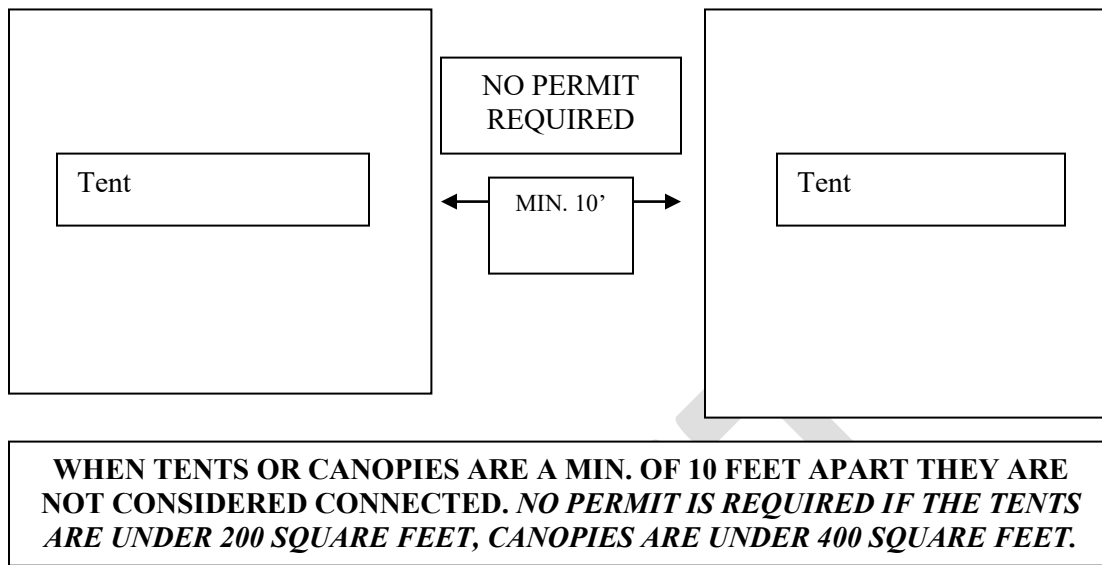 NO PERMIT
REQUIRED
Tent
MIN. 10’
Tent
WHEN TENTS OR CANOPIES ARE A MIN. OF 10 FEET APART THEY ARE
NOT CONSIDERED CONNECTED. NO PERMIT IS REQUIRED IF THE TENTS
ARE UNDER 200 SQUARE FEET, CANOPIES ARE UNDER 400 SQUARE FEET.